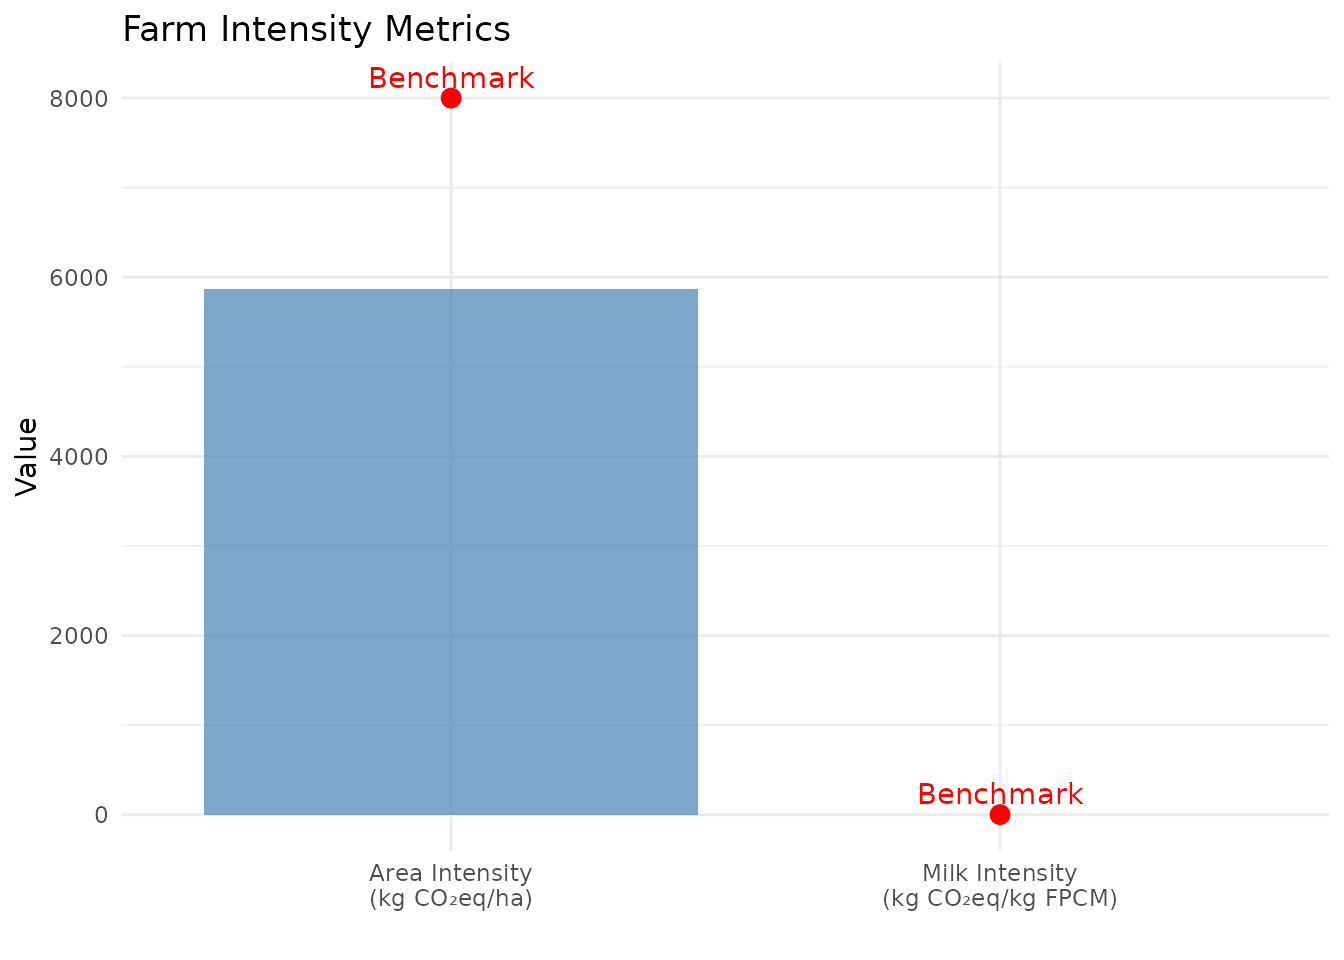 Farm Intensity Metrics
Benchmark
8000
6000
4000
2000
0
Value
Benchmark
Area Intensity
(kg CO₂eq/ha)
Milk Intensity
(kg CO₂eq/kg FPCM)